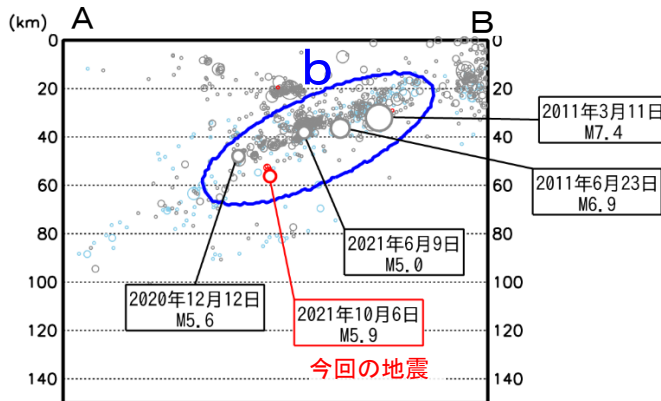 A B
(km)
0 0
20 20
40 40
60 60
80 80
100 100
120 120
140 140
b
2011年3月11日
M7.4
2011年6月23日
M6.9
2021年6月9日
M5.0
2020年12月12日
M5.6
2021年10月6日
M5.9
今回の地震